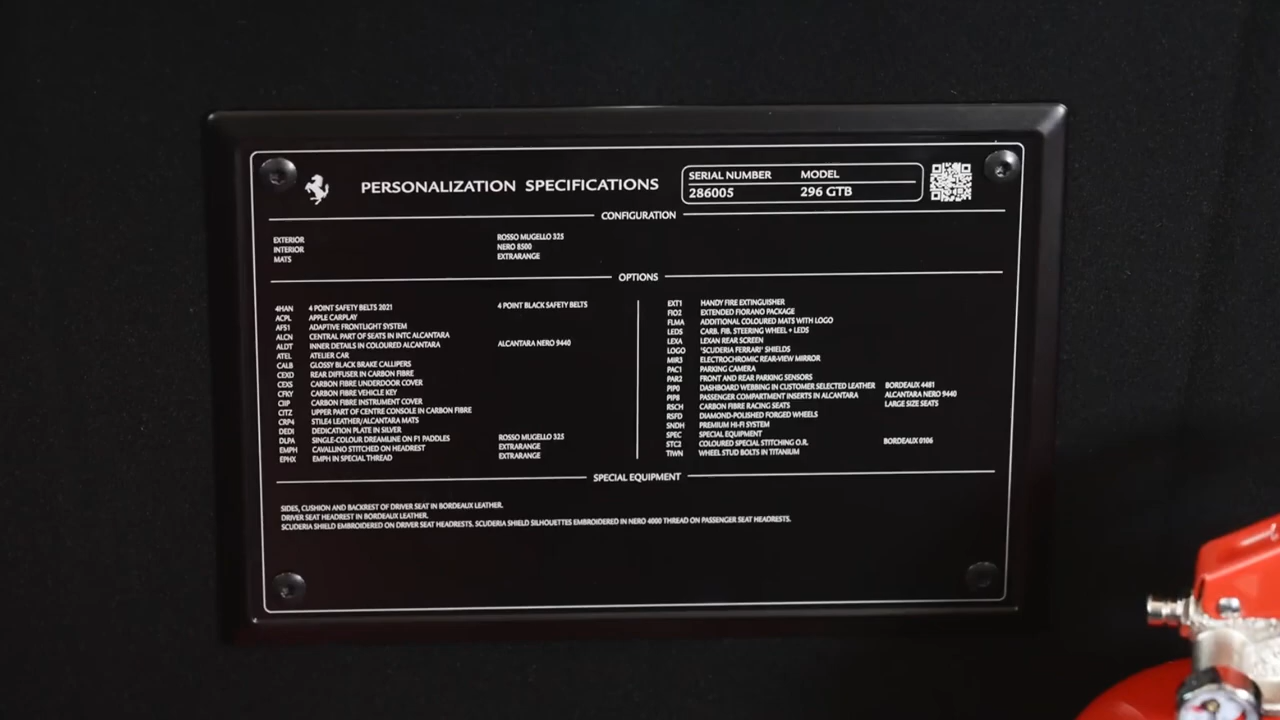 PERSONALIZATION SPECIFICATIONS
SERIAL NUMBER MODEL
286005 296 GTB
CONFIGURATION
EXTERIOR ROSSO MUGELLO 325
INTERIOR NERO 8500
MATS EXTRARANGE
OPTIONS
4HAN 4 POINT SAFETY BELTS 2021 4 POINT BLACK SAFETY BELTS
ACPL APPLE CARPLAY
AFS1 ADAPTIVE FRONTLIGHT SYSTEM
ALCN CENTRAL PART OF SEATS IN INTC ALCANTARA
ALDT INNER DETAILS IN COLOURED ALCANTARA ALCANTARA NERO 9440
ATEL ATELIER CAR
CALB GLOSSY BLACK BRAKE CALLIPERS
CEXD REAR DIFFUSER IN CARBON FIBRE
CEXS CARBON FIBRE UNDERDOOR COVER
CFKY CARBON FIBRE VEHICLE KEY
CIIP CARBON FIBRE INSTRUMENT COVER
CITZ UPPER PART OF CENTRE CONSOLE IN CARBON FIBRE
CRP4 STILE4 LEATHER/ALCANTARA MATS
DEDI DEDICATION PLATE IN SILVER
DLPA SINGLE-COLOUR DREAMLINE ON F1 PADDLES ROSSO MUGELLO 325
EMPH CAVALLINO STITCHED ON HEADREST EXTRARANGE
EPHX EMPH IN SPECIAL THREAD EXTRARANGE
EXT1 HANDY FIRE EXTINGUISHER
FIO2 EXTENDED FIORANO PACKAGE
FLMA ADDITIONAL COLOURED MATS WITH LOGO
LEDS CARB. FIB. STEERING WHEEL + LEDS
LEXA LEXAN REAR SCREEN
LOGO "SCUDERIA FERRARI" SHIELDS
MIR3 ELECTROCHROMIC REAR-VIEW MIRROR
PAC1 PARKING CAMERA
PAR2 FRONT AND REAR PARKING SENSORS
PIP0 DASHBOARD WEBBING IN CUSTOMER SELECTED LEATHER BORDEAUX 4481
PIP8 PASSENGER COMPARTMENT INSERTS IN ALCANTARA ALCANTARA NERO 9440
RSCH CARBON FIBRE RACING SEATS LARGE SIZE SEATS
RSFD DIAMOND-POLISHED FORGED WHEELS
SNDH PREMIUM HI-FI SYSTEM
SPEC SPECIAL EQUIPMENT
STC2 COLOURED SPECIAL STITCHING O.R. BORDEAUX 0106
TIWN WHEEL STUD BOLTS IN TITANIUM
SPECIAL EQUIPMENT
SIDES, CUSHION AND BACKREST OF DRIVER SEAT IN BORDEAUX LEATHER.
DRIVER SEAT HEADREST IN BORDEAUX LEATHER.
SCUDERIA SHIELD EMBROIDERED ON DRIVER SEAT HEADRESTS. SCUDERIA SHIELD SILHOUETTES EMBROIDERED IN NERO 4000 THREAD ON PASSENGER SEAT HEADRESTS.